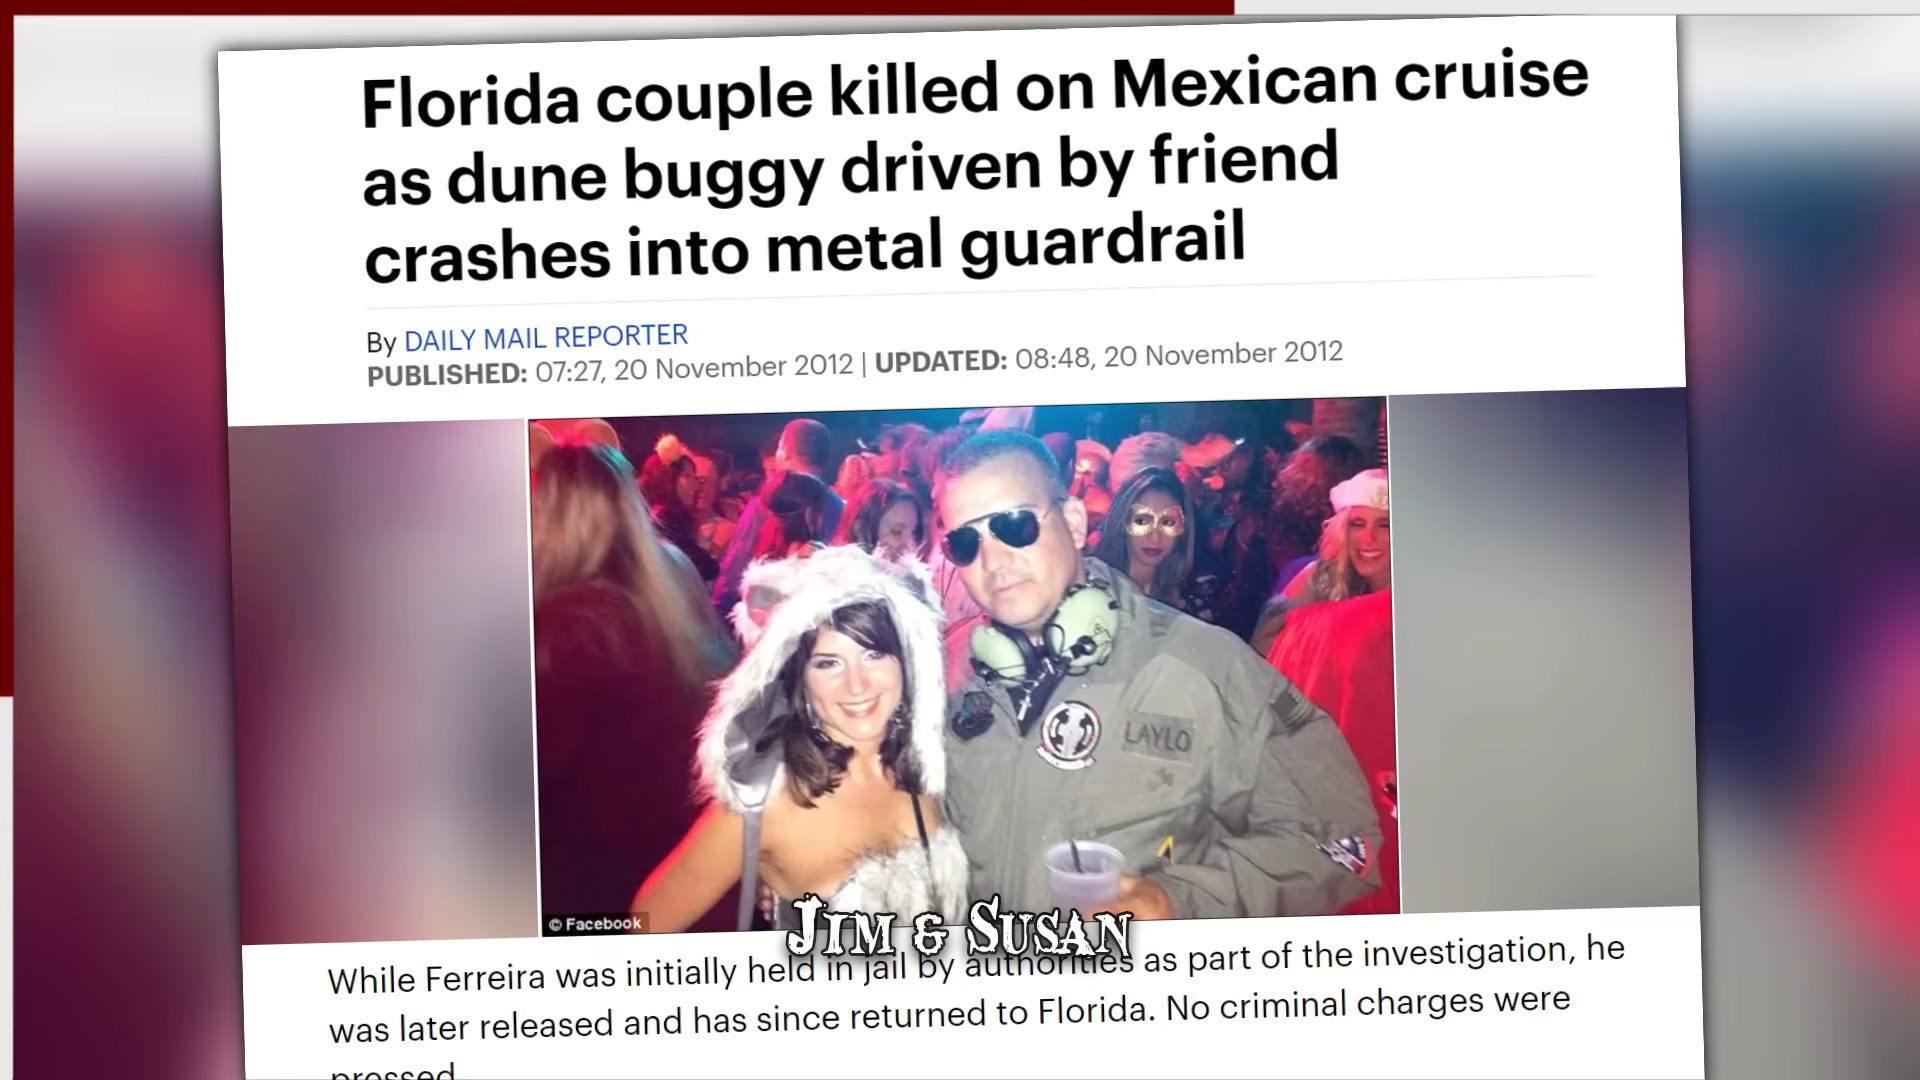 Florida couple killed on Mexican cruise
as dune buggy driven by friend
crashes into metal guardrail
By DAILY MAIL REPORTER
PUBLISHED: 07:27, 20 November 2012 | UPDATED: 08:48, 20 November 2012
LAYLO
© Facebook
JIM & SUSAN
While Ferreira was initially held in jail by authorities as part of the investigation, he
was later released and has since returned to Florida. No criminal charges were
pressed.